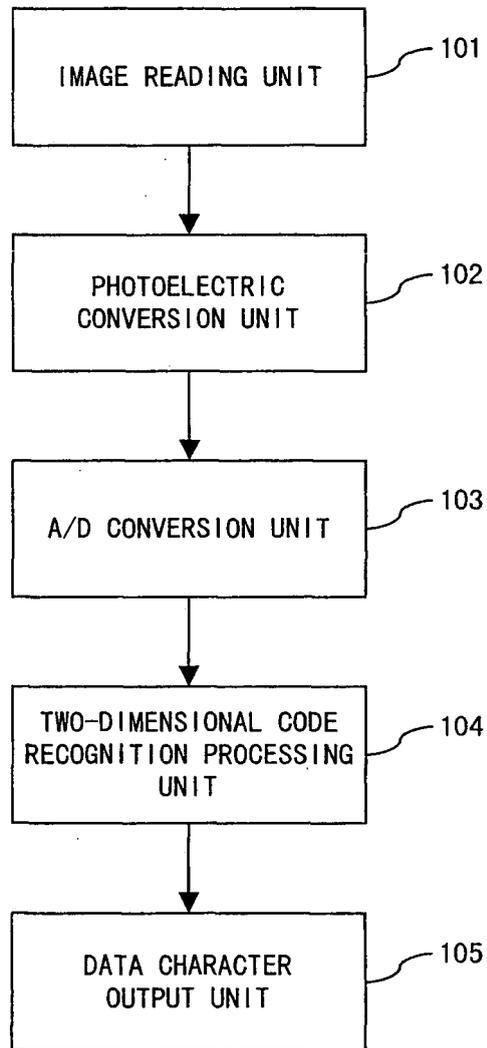 IMAGE READING UNIT
101
PHOTOELECTRIC
CONVERSION UNIT
102
A/D CONVERSION UNIT
103
TWO-DIMENSIONAL CODE
RECOGNITION PROCESSING
UNIT
104
DATA CHARACTER
OUTPUT UNIT
105